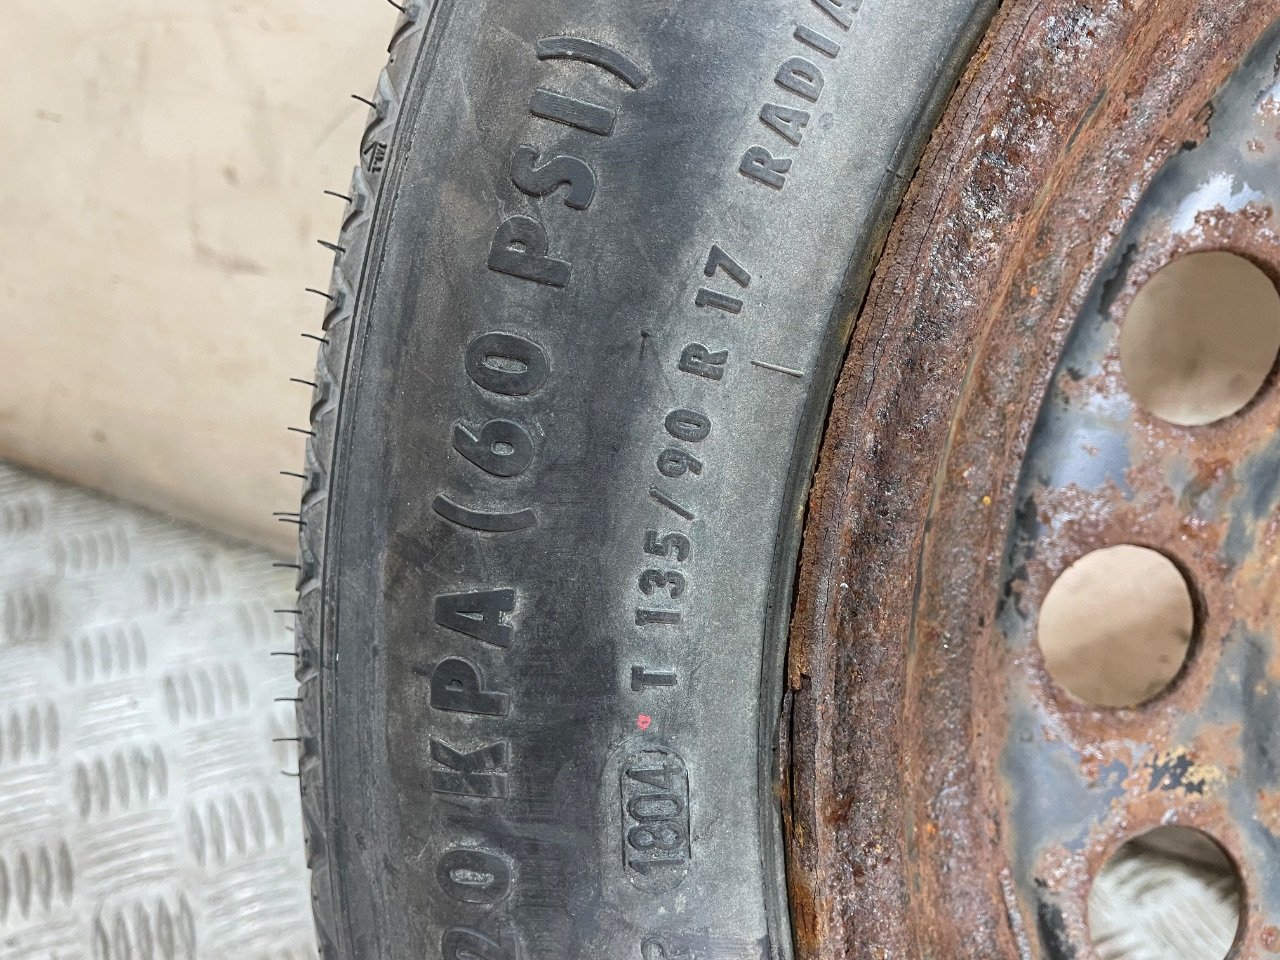 20 KPA (60 PSI)
P 1804 T 135/90 R 17 RADIA